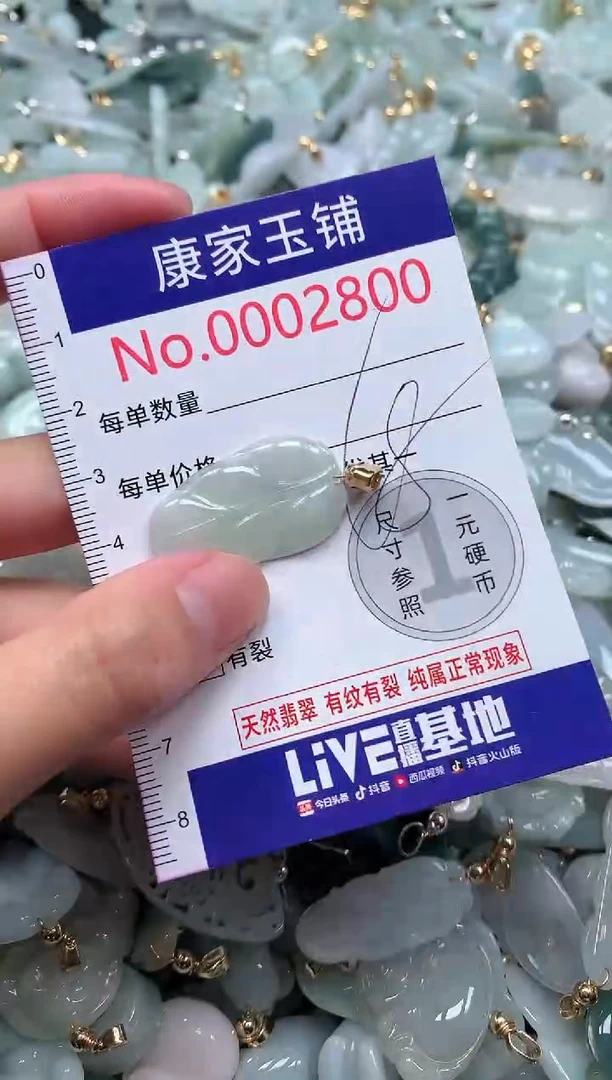 康家玉铺
No.0002800
每单数量
每单价格
68
一元硬币
1
尺寸参照
有裂
天然翡翠 有纹有裂 纯属正常现象
LiVE直播基地
今日头条 抖音 西瓜视频 抖音火山版
0
1
2
3
4
7
8